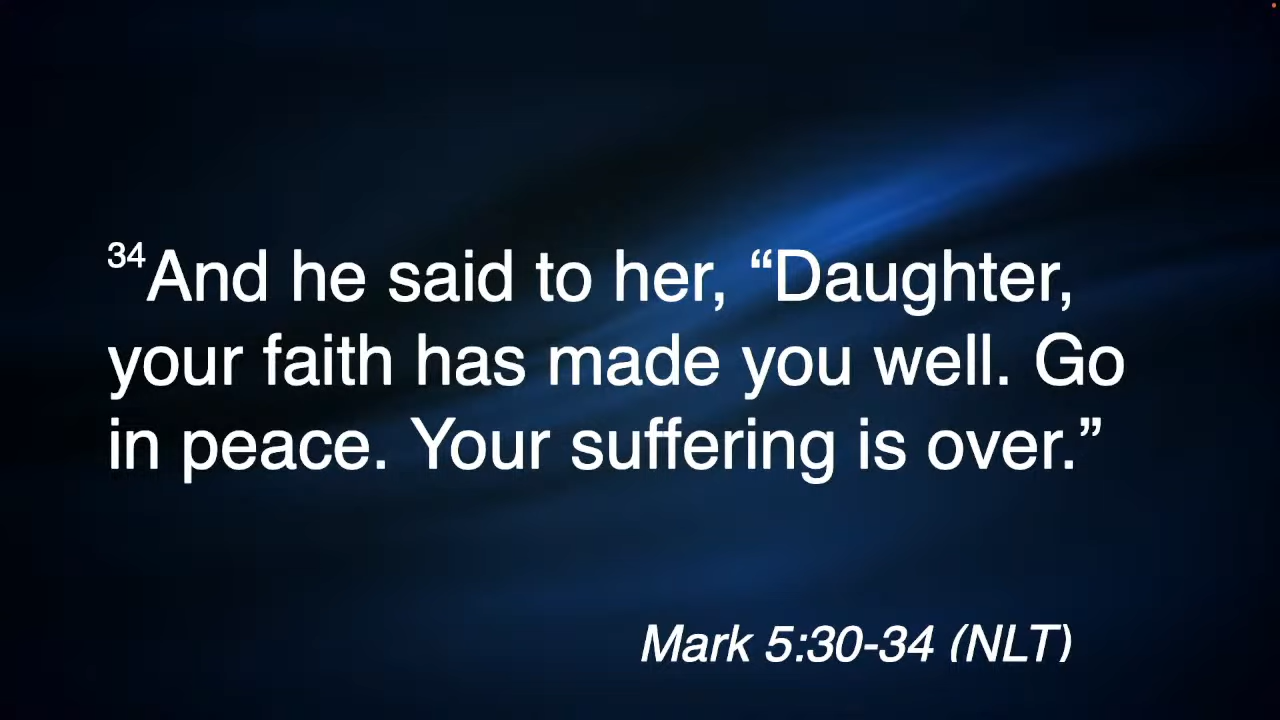 34And he said to her, “Daughter,
your faith has made you well. Go
in peace. Your suffering is over.”
Mark 5:30-34 (NLT)